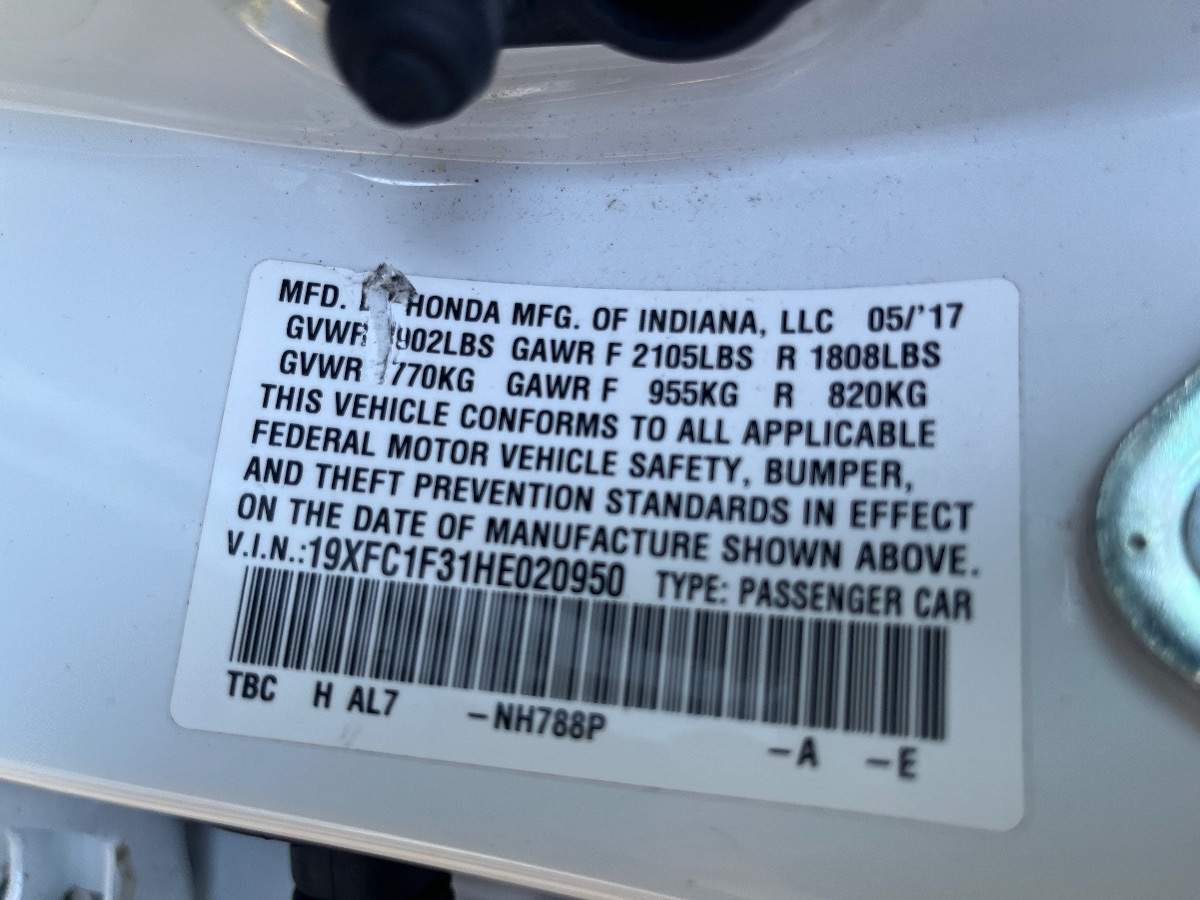 MFD. HONDA MFG. OF INDIANA, LLC 05/'17
GVWR 902LBS GAWR F 2105LBS R 1808LBS
GVWR 770KG GAWR F 955KG R 820KG
THIS VEHICLE CONFORMS TO ALL APPLICABLE
FEDERAL MOTOR VEHICLE SAFETY, BUMPER,
AND THEFT PREVENTION STANDARDS IN EFFECT
ON THE DATE OF MANUFACTURE SHOWN ABOVE.
V.I.N.:19XFC1F31HE020950 TYPE: PASSENGER CAR
TBC H AL7 -NH788P -A -E